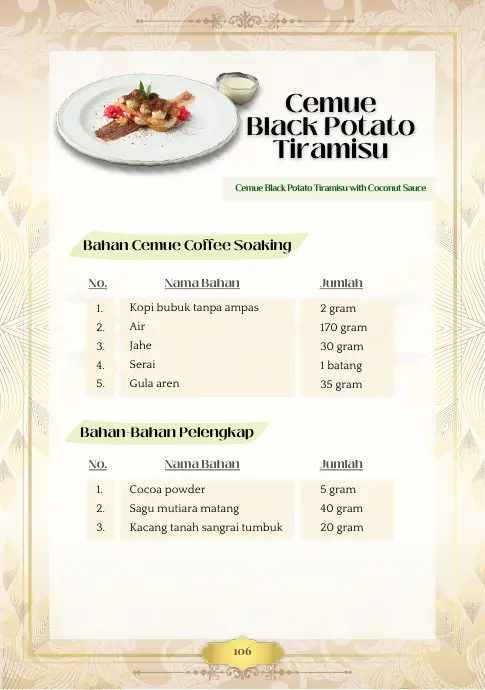 Cemue
Black Potato
Tiramisu
Cemue Black Potato Tiramisu with Coconut Sauce
Bahan Cemue Coffee Soaking
No. Nama Bahan Jumlah
1. Kopi bubuk tanpa ampas 2 gram
2. Air 170 gram
3. Jahe 30 gram
4. Serai 1 batang
5. Gula aren 35 gram
Bahan-Bahan Pelengkap
No. Nama Bahan Jumlah
1. Cocoa powder 5 gram
2. Sagu mutiara matang 40 gram
3. Kacang tanah sangrai tumbuk 20 gram
106